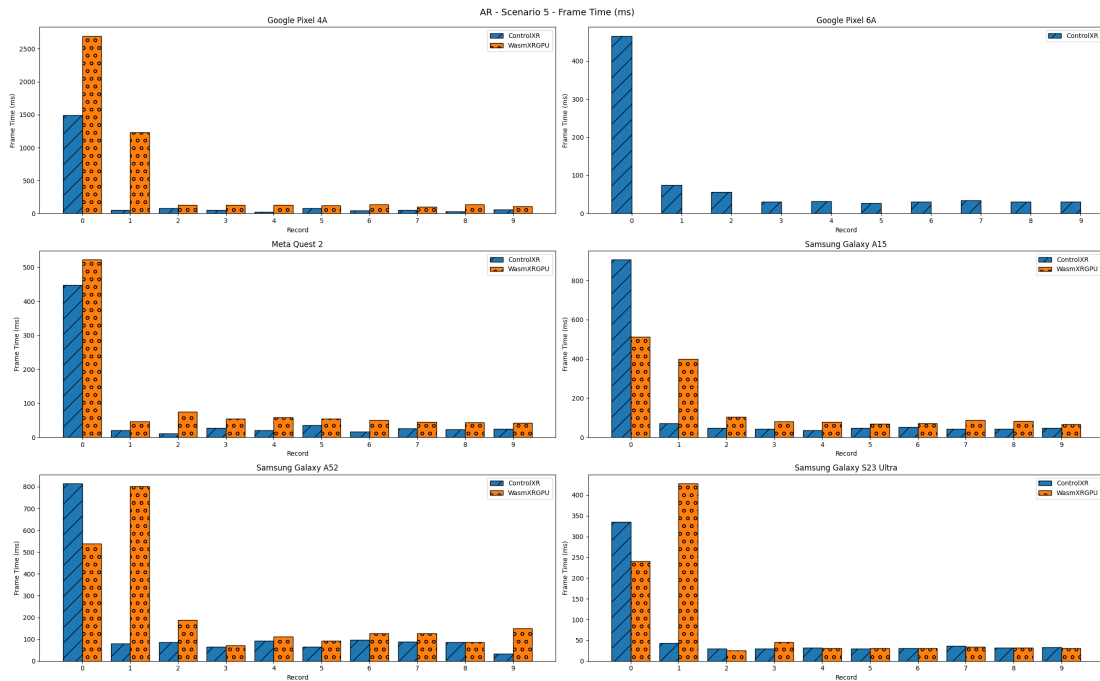 AR - Scenario 5 - Frame Time (ms)
Google Pixel 4A
Frame Time (ms)
2500
2000
1500
1000
500
0
ControlXR
WasmXRGPU
0 1 2 3 4 5 6 7 8 9
Record
Google Pixel 6A
Frame Time (ms)
400
300
200
100
0
ControlXR
0 1 2 3 4 5 6 7 8 9
Record
Meta Quest 2
Frame Time (ms)
500
400
300
200
100
0
ControlXR
WasmXRGPU
0 1 2 3 4 5 6 7 8 9
Record
Samsung Galaxy A15
Frame Time (ms)
800
600
400
200
0
ControlXR
WasmXRGPU
0 1 2 3 4 5 6 7 8 9
Record
Samsung Galaxy A52
Frame Time (ms)
800
700
600
500
400
300
200
100
0
ControlXR
WasmXRGPU
0 1 2 3 4 5 6 7 8 9
Record
Samsung Galaxy S23 Ultra
Frame Time (ms)
400
350
300
250
200
150
100
50
0
ControlXR
WasmXRGPU
0 1 2 3 4 5 6 7 8 9
Record